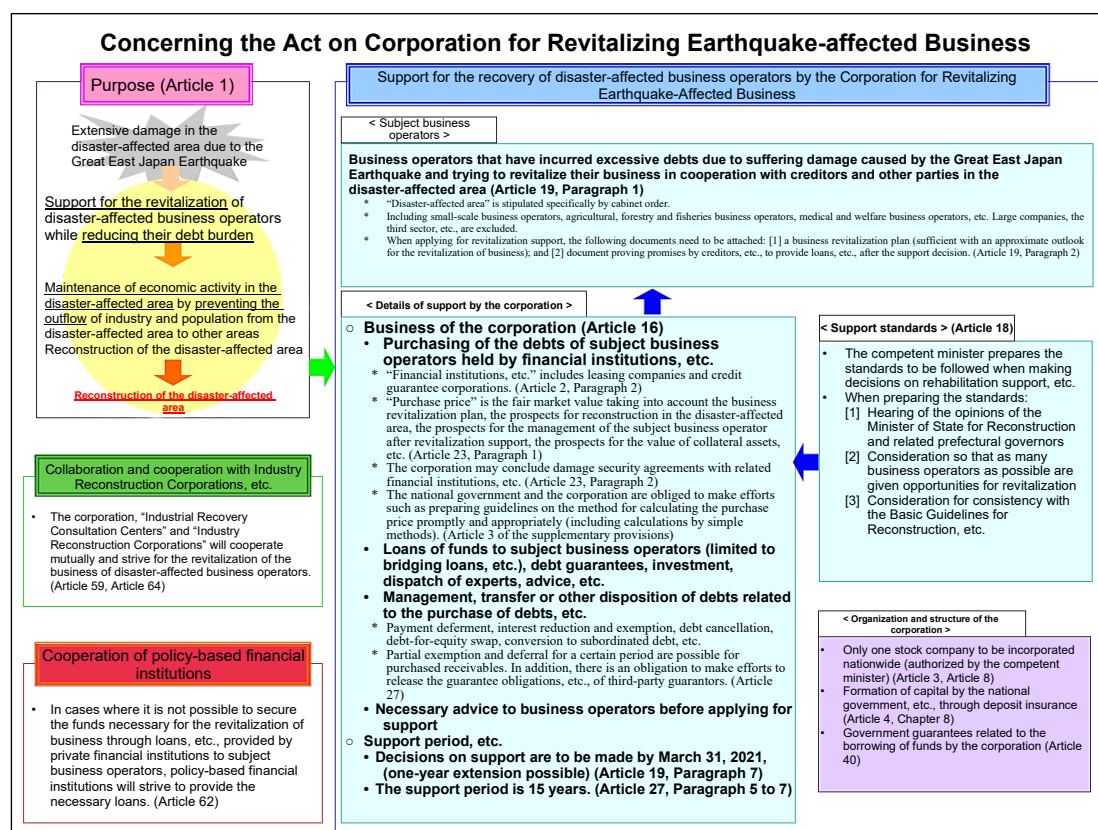 Concerning the Act on Corporation for Revitalizing Earthquake-affected Business
Purpose (Article 1)
Extensive damage in the
disaster-affected area due to the
Great East Japan Earthquake
Support for the revitalization of
disaster-affected business operators
while reducing their debt burden
Maintenance of economic activity in the
disaster-affected area by preventing the
outflow of industry and population from the
disaster-affected area to other areas
Reconstruction of the disaster-affected area
Reconstruction of the disaster-affected
area
Collaboration and cooperation with Industry
Reconstruction Corporations, etc.
• The corporation, “Industrial Recovery
Consultation Centers” and “Industry
Reconstruction Corporations” will cooperate
mutually and strive for the revitalization of the
business of disaster-affected business operators.
(Article 59, Article 64)
Cooperation of policy-based financial
institutions
• In cases where it is not possible to secure
the funds necessary for the revitalization of
business through loans, etc., provided by
private financial institutions to subject
business operators, policy-based financial
institutions will strive to provide the
necessary loans. (Article 62)
Support for the recovery of disaster-affected business operators by the Corporation for Revitalizing
Earthquake-Affected Business
< Subject business
operators >
Business operators that have incurred excessive debts due to suffering damage caused by the Great East Japan
Earthquake and trying to revitalize their business in cooperation with creditors and other parties in the
disaster-affected area (Article 19, Paragraph 1)
* “Disaster-affected area” is stipulated specifically by cabinet order.
* Including small-scale business operators, agricultural, forestry and fisheries business operators, medical and welfare business operators, etc. Large companies, the
third sector, etc., are excluded.
* When applying for revitalization support, the following documents need to be attached: [1] a business revitalization plan (sufficient with an approximate outlook
for the revitalization of business); and [2] document proving promises by creditors, etc., to provide loans, etc., after the support decision. (Article 19, Paragraph 2)
< Details of support by the corporation >
○ Business of the corporation (Article 16)
• Purchasing of the debts of subject business
operators held by financial institutions, etc.
* “Financial institutions, etc.” includes leasing companies and credit
guarantee corporations. (Article 2, Paragraph 2)
* “Purchase price” is the fair market value taking into account the business
revitalization plan, the prospects for reconstruction in the disaster-affected
area, the prospects for the management of the subject business operator
after revitalization support, the prospects for the value of collateral assets,
etc. (Article 23, Paragraph 1)
* The corporation may conclude damage security agreements with related
financial institutions, etc. (Article 23, Paragraph 2)
* The national government and the corporation are obliged to make efforts
such as preparing guidelines on the method for calculating the purchase
price promptly and appropriately (including calculations by simple
methods). (Article 3 of the supplementary provisions)
• Loans of funds to subject business operators (limited to
bridging loans, etc.), debt guarantees, investment,
dispatch of experts, advice, etc.
• Management, transfer or other disposition of debts related
to the purchase of debts, etc.
* Payment deferment, interest reduction and exemption, debt cancellation,
debt-for-equity swap, conversion to subordinated debt, etc.
* Partial exemption and deferral for a certain period are possible for
purchased receivables. In addition, there is an obligation to make efforts to
release the guarantee obligations, etc., of third-party guarantors. (Article
27)
• Necessary advice to business operators before applying for
support
○ Support period, etc.
• Decisions on support are to be made by March 31, 2021,
(one-year extension possible) (Article 19, Paragraph 7)
• The support period is 15 years. (Article 27, Paragraph 5 to 7)
< Support standards > (Article 18)
• The competent minister prepares the
standards to be followed when making
decisions on rehabilitation support, etc.
• When preparing the standards:
[1] Hearing of the opinions of the
Minister of State for Reconstruction
and related prefectural governors
[2] Consideration so that as many
business operators as possible are
given opportunities for revitalization
[3] Consideration for consistency with
the Basic Guidelines for
Reconstruction, etc.
< Organization and structure of the
corporation >
• Only one stock company to be incorporated
nationwide (authorized by the competent
minister) (Article 3, Article 8)
• Formation of capital by the national
government, etc., through deposit insurance
(Article 4, Chapter 8)
• Government guarantees related to the
borrowing of funds by the corporation (Article
40)